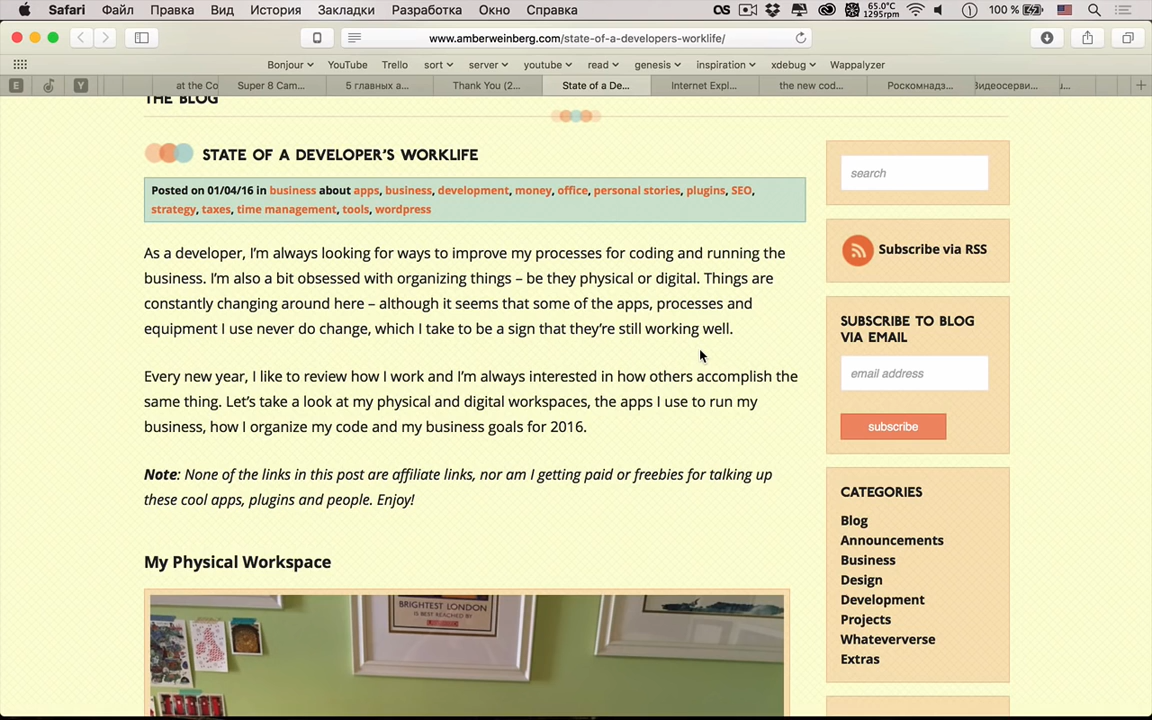 Safari Файл Правка Вид История Закладки Разработка Окно Справка 65.0°C 1295rpm 100 %
www.amberweinberg.com/state-of-a-developers-worklife/
Bonjour YouTube Trello sort server youtube read genesis inspiration xdebug Wappalyzer
E Y at the Co Super 8 Cam... 5 главных а... Thank You (2... State of a De... Internet Expl... the new cod... Роскомнадз... Видеосерви...
THE BLOG
STATE OF A DEVELOPER'S WORKLIFE
Posted on 01/04/16 in business about apps, business, development, money, office, personal stories, plugins, SEO,
strategy, taxes, time management, tools, wordpress
As a developer, I'm always looking for ways to improve my processes for coding and running the
business. I'm also a bit obsessed with organizing things – be they physical or digital. Things are
constantly changing around here – although it seems that some of the apps, processes and
equipment I use never do change, which I take to be a sign that they're still working well.
Every new year, I like to review how I work and I'm always interested in how others accomplish the
same thing. Let's take a look at my physical and digital workspaces, the apps I use to run my
business, how I organize my code and my business goals for 2016.
Note: None of the links in this post are affiliate links, nor am I getting paid or freebies for talking up
these cool apps, plugins and people. Enjoy!
My Physical Workspace
BRIGHTEST LONDON
IS BEST REACHED BY
search
Subscribe via RSS
SUBSCRIBE TO BLOG
VIA EMAIL
email address
subscribe
CATEGORIES
Blog
Announcements
Business
Design
Development
Projects
Whateververse
Extras